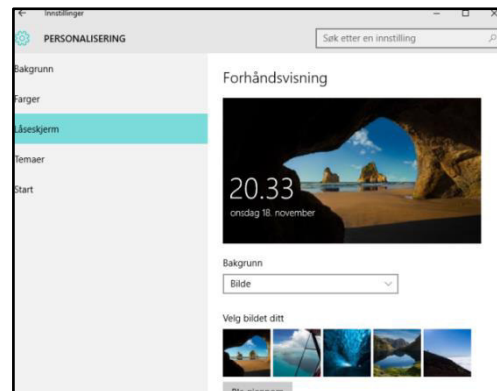 Innstillinger
PERSONALISERING
Søk etter en innstilling
Bakgrunn
Farger
Låseskjerm
Temaer
Start
Forhåndsvisning
20.33
onsdag 18. november
Bakgrunn
Bilde
Velg bildet ditt